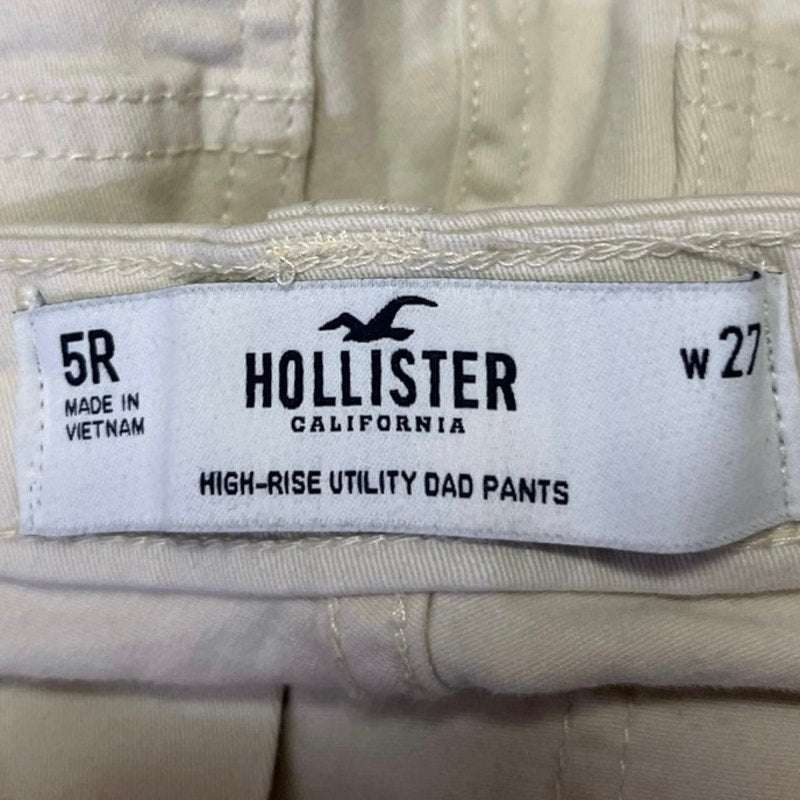 5R
MADE IN
VIETNAM
HOLLISTER
CALIFORNIA
HIGH-RISE UTILITY DAD PANTS
W 27